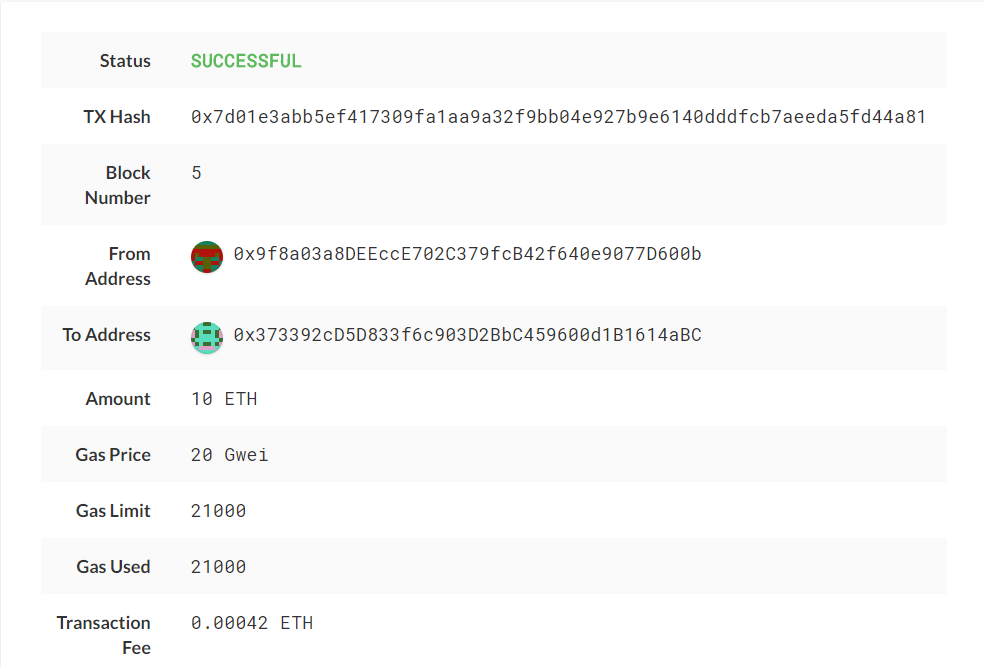 Status SUCCESSFUL
TX Hash 0x7d01e3abb5ef417309fa1aa9a32f9bb04e927b9e6140dddfcb7aeeda5fd44a81
Block 5
Number
From 0x9f8a03a8DEEccE702C379fcB42f640e9077D600b
Address
To Address 0x373392cD5D833f6c903D2BbC459600d1B1614aBC
Amount 10 ETH
Gas Price 20 Gwei
Gas Limit 21000
Gas Used 21000
Transaction 0.00042 ETH
Fee